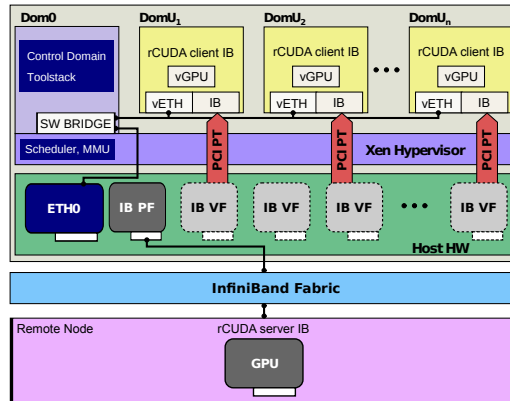 Dom0
DomU1
DomU2
DomUn
Control Domain
Toolstack
rCUDA client IB
vGPU
vETH
IB
rCUDA client IB
vGPU
vETH
IB
rCUDA client IB
vGPU
vETH
IB
SW BRIDGE
Scheduler, MMU
PCI PT
PCI PT
PCI PT
Xen Hypervisor
ETH0
IB PF
IB VF
IB VF
IB VF
IB VF
Host HW
InfiniBand Fabric
Remote Node
rCUDA server IB
GPU